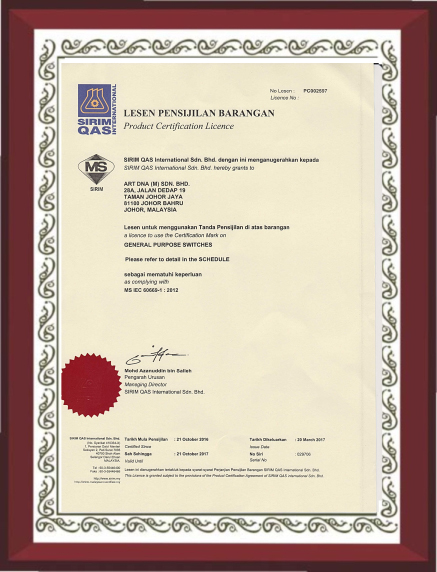 No Lesen : PC002557
Licence No :
SIRIM
QAS
INTERNATIONAL
LESEN PENSIJILAN BARANGAN
Product Certification Licence
MS
SIRIM
SIRIM QAS International Sdn. Bhd. dengan ini menganugerahkan kepada
SIRIM QAS International Sdn. Bhd. hereby grants to
ART DNA (M) SDN. BHD.
28A, JALAN DEDAP 19
TAMAN JOHOR JAYA
81100 JOHOR BAHRU
JOHOR, MALAYSIA
Lesen untuk menggunakan Tanda Pensijilan di atas barangan
a licence to use the Certification Mark on
GENERAL PURPOSE SWITCHES
Please refer to detail in the SCHEDULE
sebagai mematuhi keperluan
as complying with
MS IEC 60669-1 : 2012
Mohd Azanuddin bin Salleh
Pengarah Urusan
Managing Director
SIRIM QAS International Sdn. Bhd.
SIRIM QAS International Sdn. Bhd.
MALAYSIA
Tarikh Mula Pensijilan : 21 October 2016
Certified Since
Sah Sehingga : 21 October 2017
Valid Until
Tarikh Dikeluarkan : 20 March 2017
Issue Date
No Siri
Serial No.
Lesen ini dianugerahkan tertakluk kepada syarat-syarat Perjanjian Pensijilan Barangan SIRIM QAS International Sdn. Bhd.
This Licence is granted subject to the provisions of the Product Certification Agreement of SIRIM QAS International Sdn. Bhd.